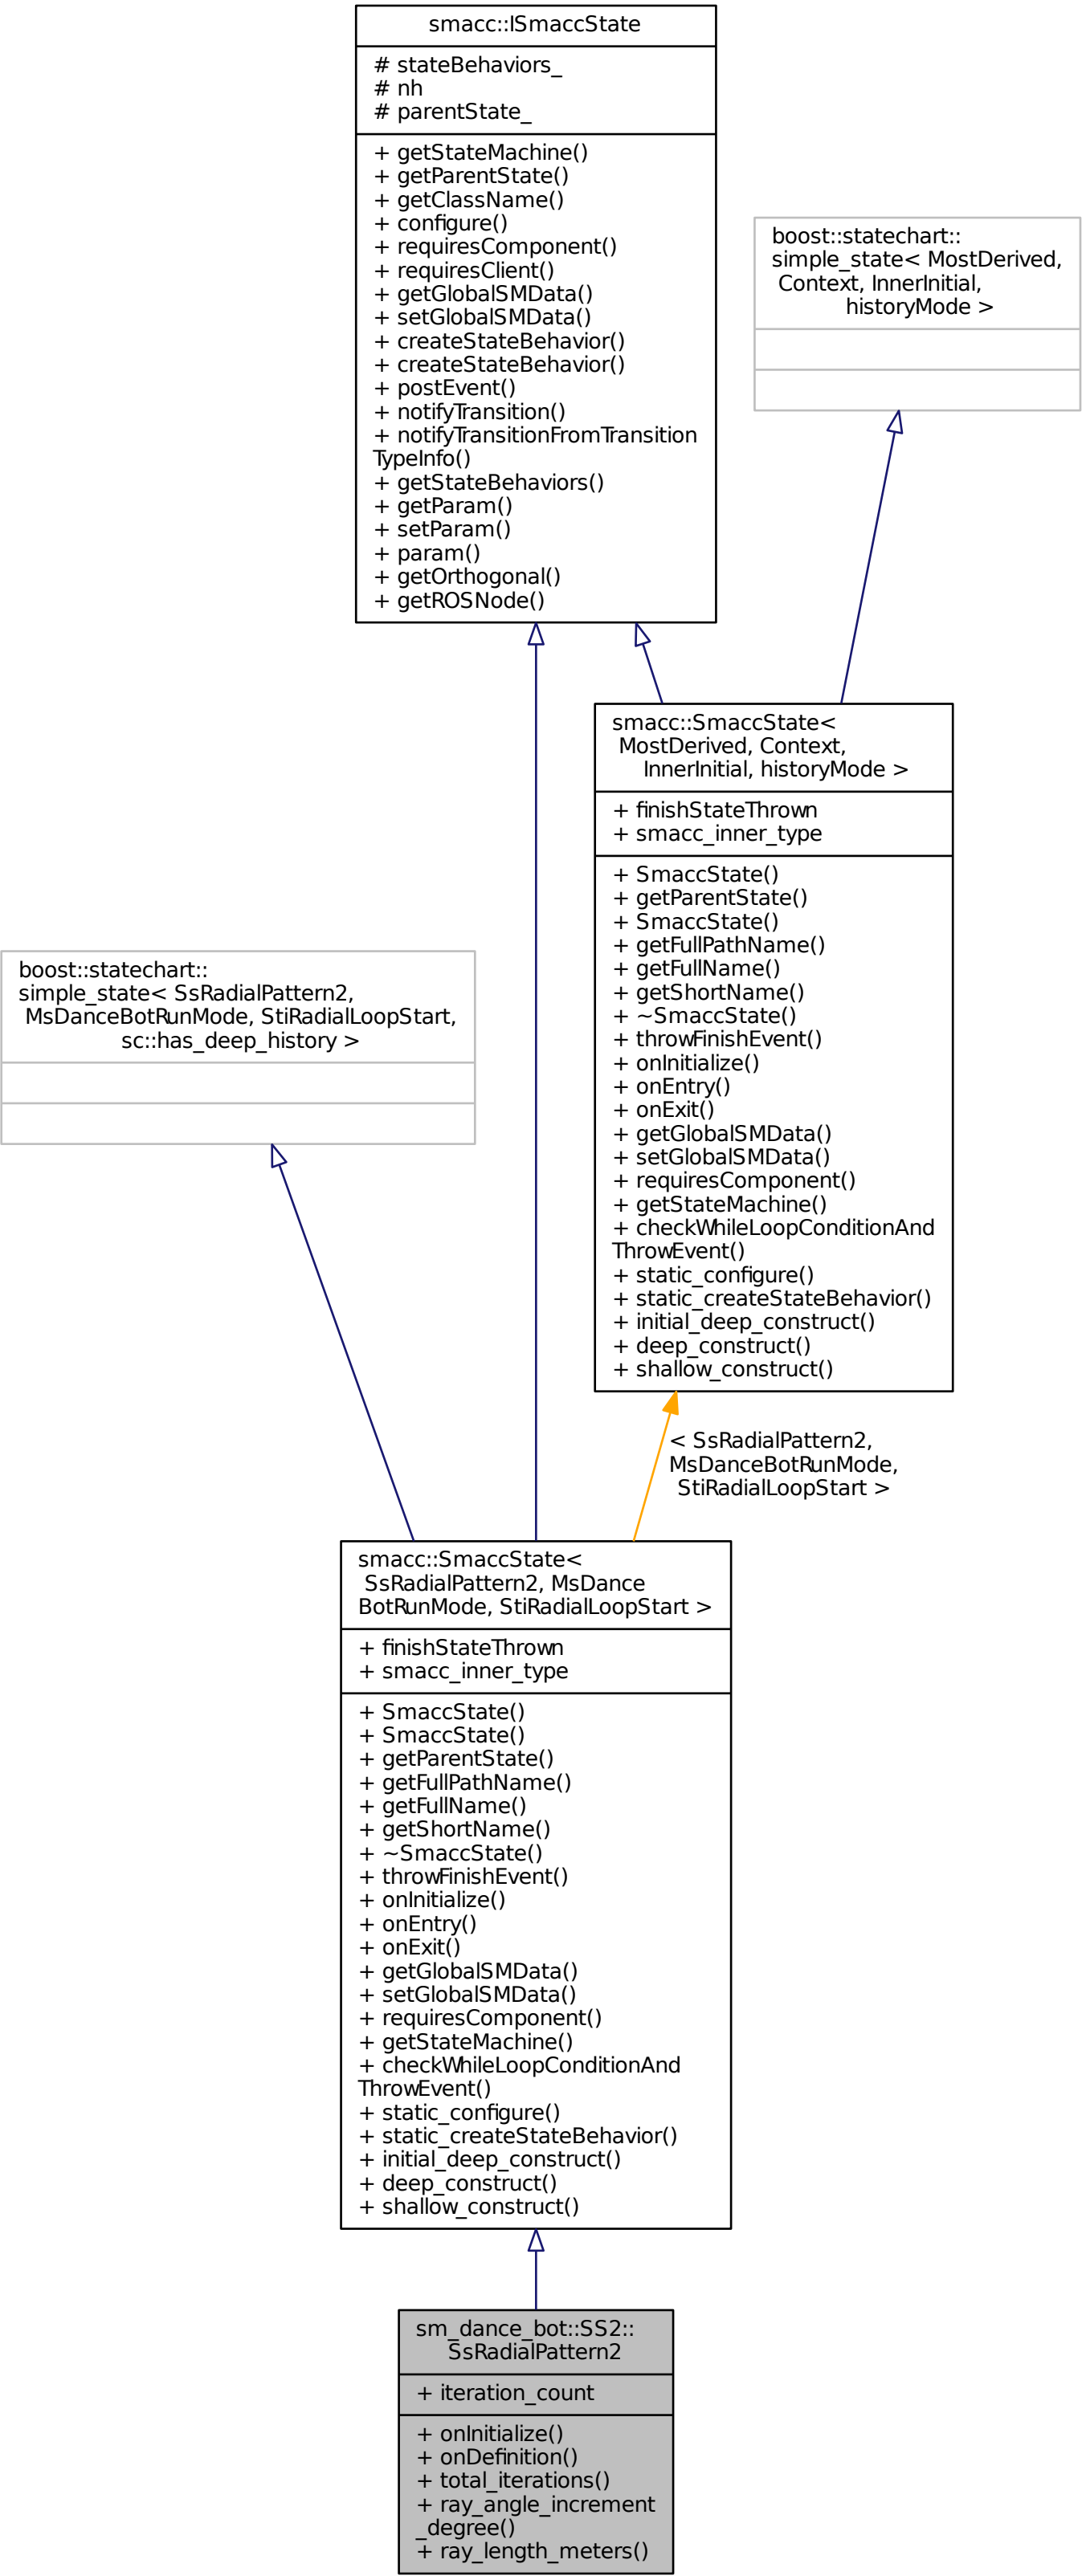 smacc::ISmaccState
# stateBehaviors_
# nh
# parentState_
+ getStateMachine()
+ getParentState()
+ getClassName()
+ configure()
+ requiresComponent()
+ requiresClient()
+ getGlobalSMData()
+ setGlobalSMData()
+ createStateBehavior()
+ createStateBehavior()
+ postEvent()
+ notifyTransition()
+ notifyTransitionFromTransition
TypeInfo()
+ getStateBehaviors()
+ getParam()
+ setParam()
+ param()
+ getOrthogonal()
+ getROSNode()
boost::statechart::
simple_state< MostDerived,
Context, InnerInitial,
historyMode >
smacc::SmaccState<
MostDerived, Context,
InnerInitial, historyMode >
+ finishStateThrown
+ smacc_inner_type
+ SmaccState()
+ getParentState()
+ SmaccState()
+ getFullPathName()
+ getFullName()
+ getShortName()
+ ~SmaccState()
+ throwFinishEvent()
+ onInitialize()
+ onEntry()
+ onExit()
+ getGlobalSMData()
+ setGlobalSMData()
+ requiresComponent()
+ getStateMachine()
+ checkWhileLoopConditionAnd
ThrowEvent()
+ static_configure()
+ static_createStateBehavior()
+ initial_deep_construct()
+ deep_construct()
+ shallow_construct()
boost::statechart::
simple_state< SsRadialPattern2,
MsDanceBotRunMode, StiRadialLoopStart,
sc::has_deep_history >
< SsRadialPattern2,
MsDanceBotRunMode,
StiRadialLoopStart >
smacc::SmaccState<
SsRadialPattern2, MsDance
BotRunMode, StiRadialLoopStart >
+ finishStateThrown
+ smacc_inner_type
+ SmaccState()
+ SmaccState()
+ getParentState()
+ getFullPathName()
+ getFullName()
+ getShortName()
+ ~SmaccState()
+ throwFinishEvent()
+ onInitialize()
+ onEntry()
+ onExit()
+ getGlobalSMData()
+ setGlobalSMData()
+ requiresComponent()
+ getStateMachine()
+ checkWhileLoopConditionAnd
ThrowEvent()
+ static_configure()
+ static_createStateBehavior()
+ initial_deep_construct()
+ deep_construct()
+ shallow_construct()
sm_dance_bot::SS2::
SsRadialPattern2
+ iteration_count
+ onInitialize()
+ onDefinition()
+ total_iterations()
+ ray_angle_increment
_degree()
+ ray_length_meters()